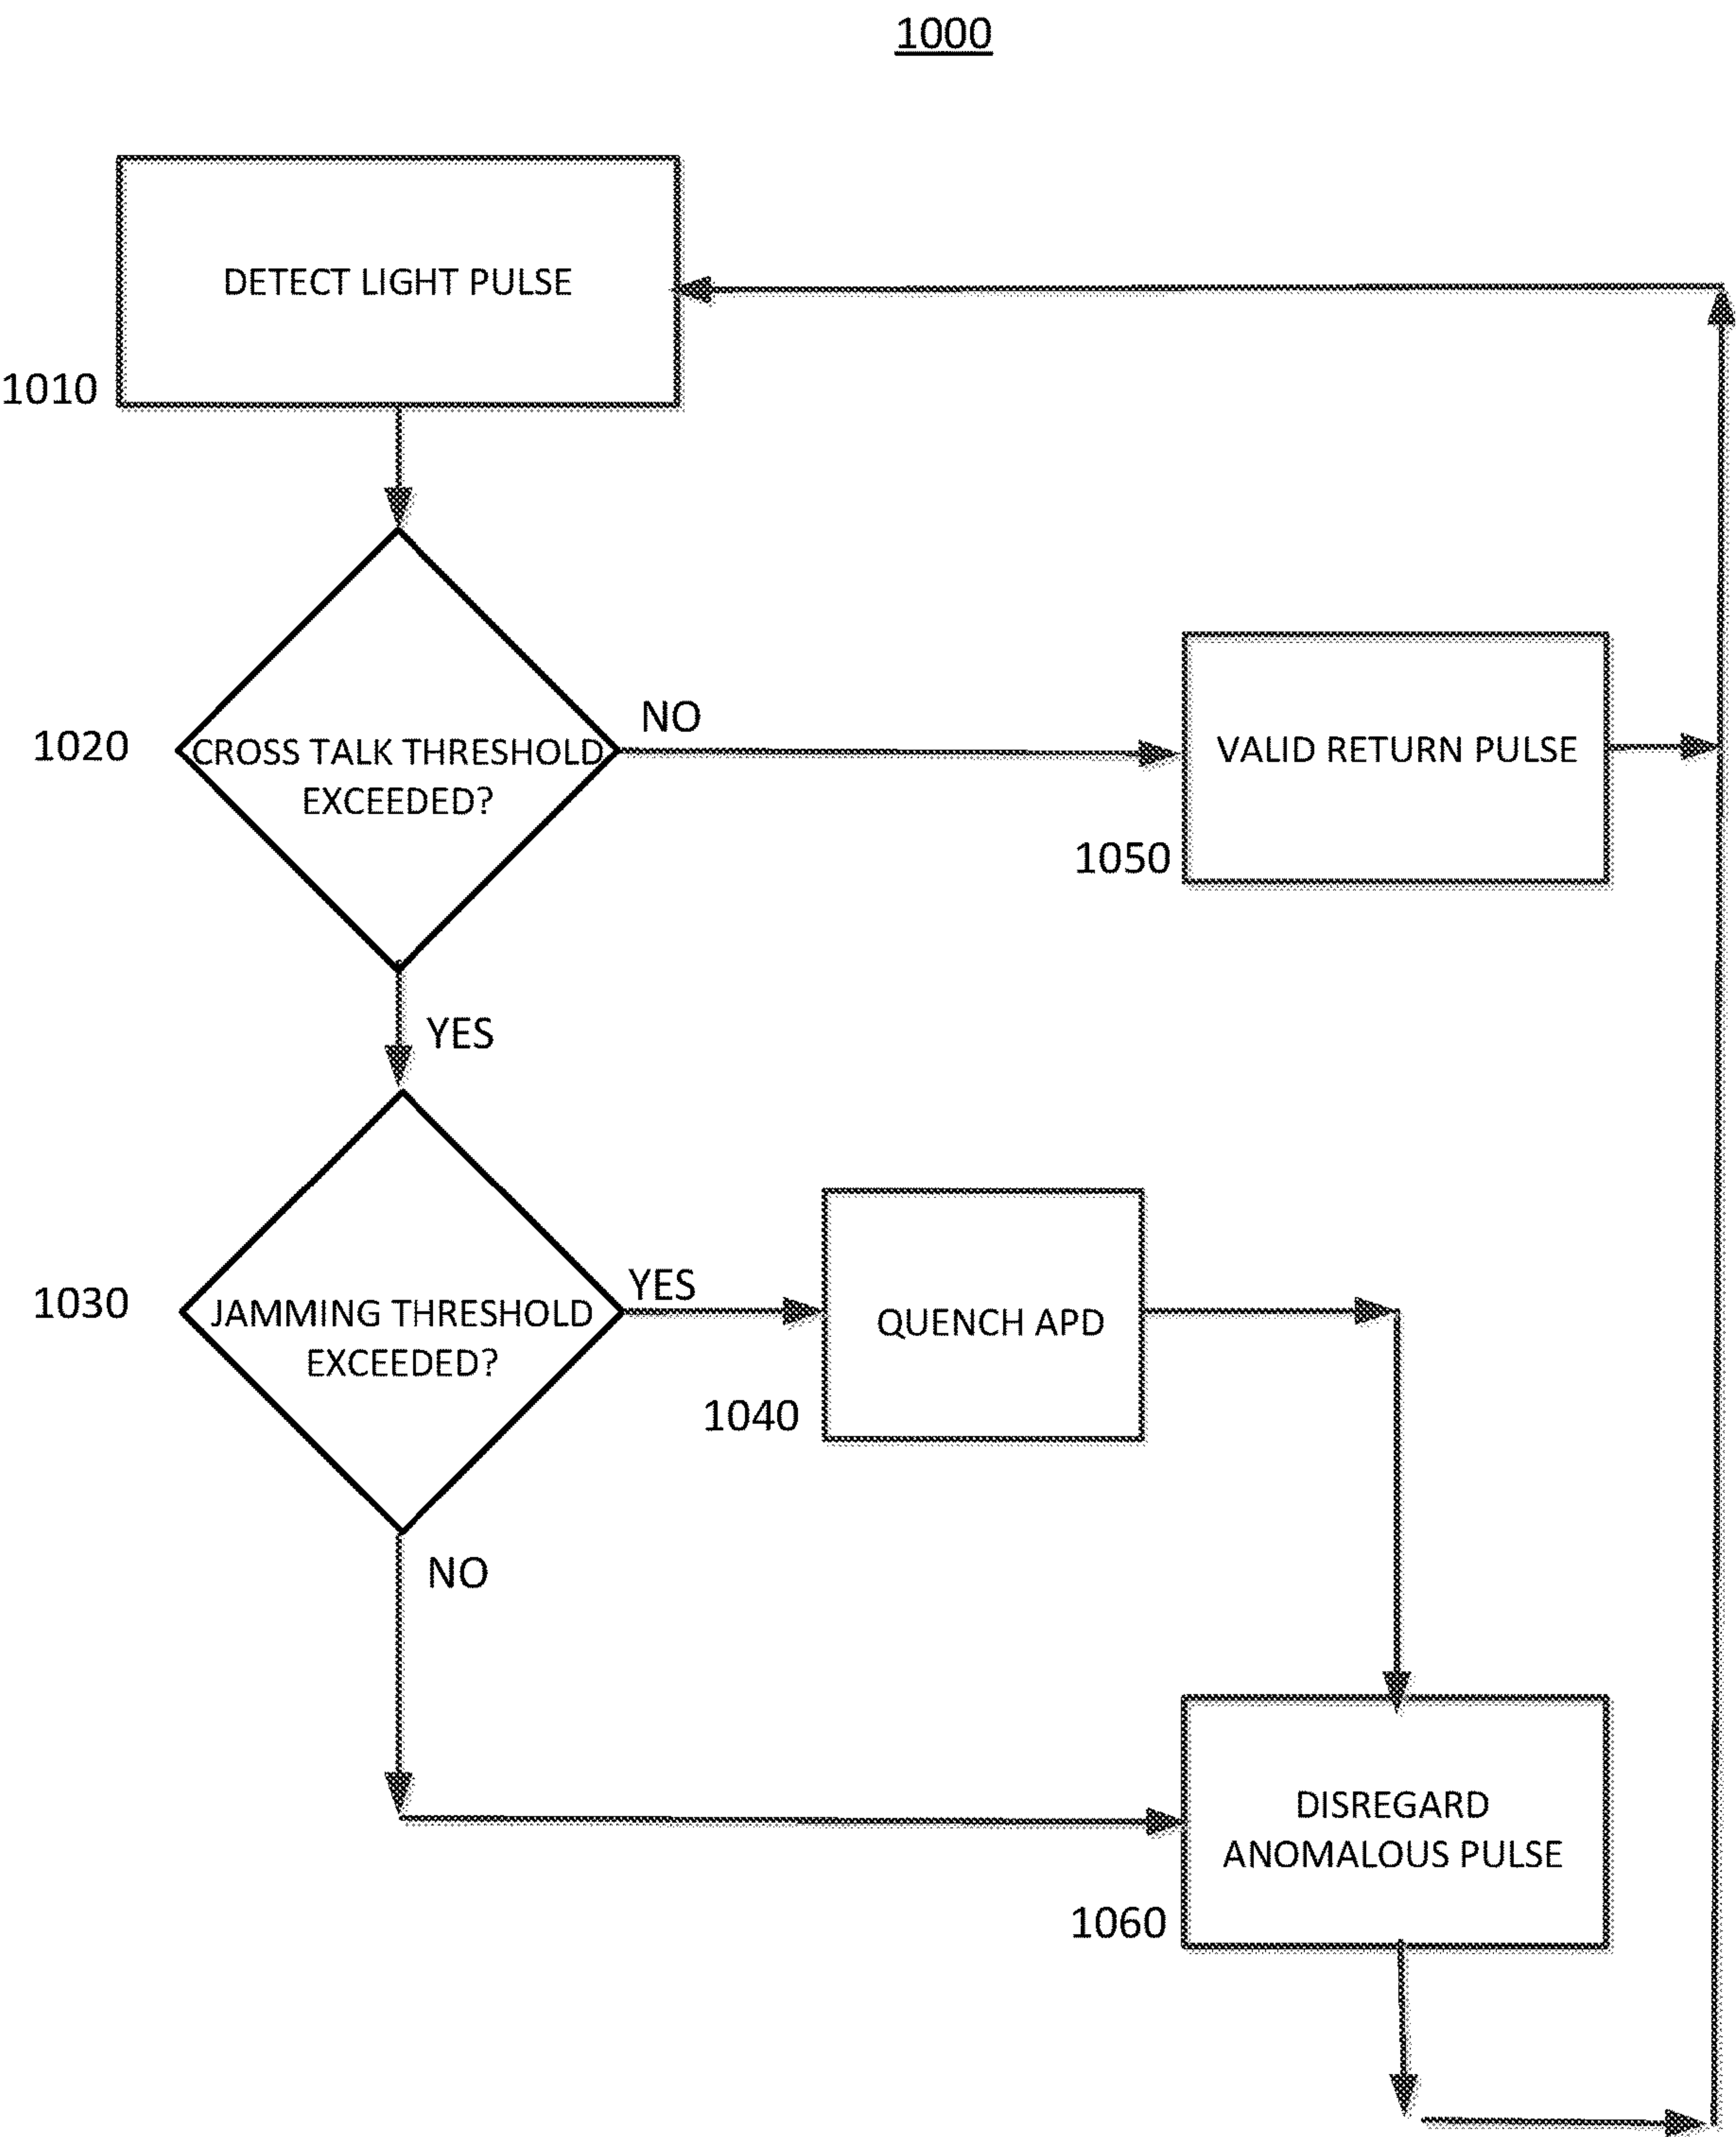 1000
DETECT LIGHT PULSE
1010
NO
1020
CROSS TALK THRESHOLD
EXCEEDED?
VALID RETURN PULSE
1050
YES
1030
JAMMING THRESHOLD
EXCEEDED?
YES
QUENCH APD
1040
NO
DISREGARD
ANOMALOUS PULSE
1060